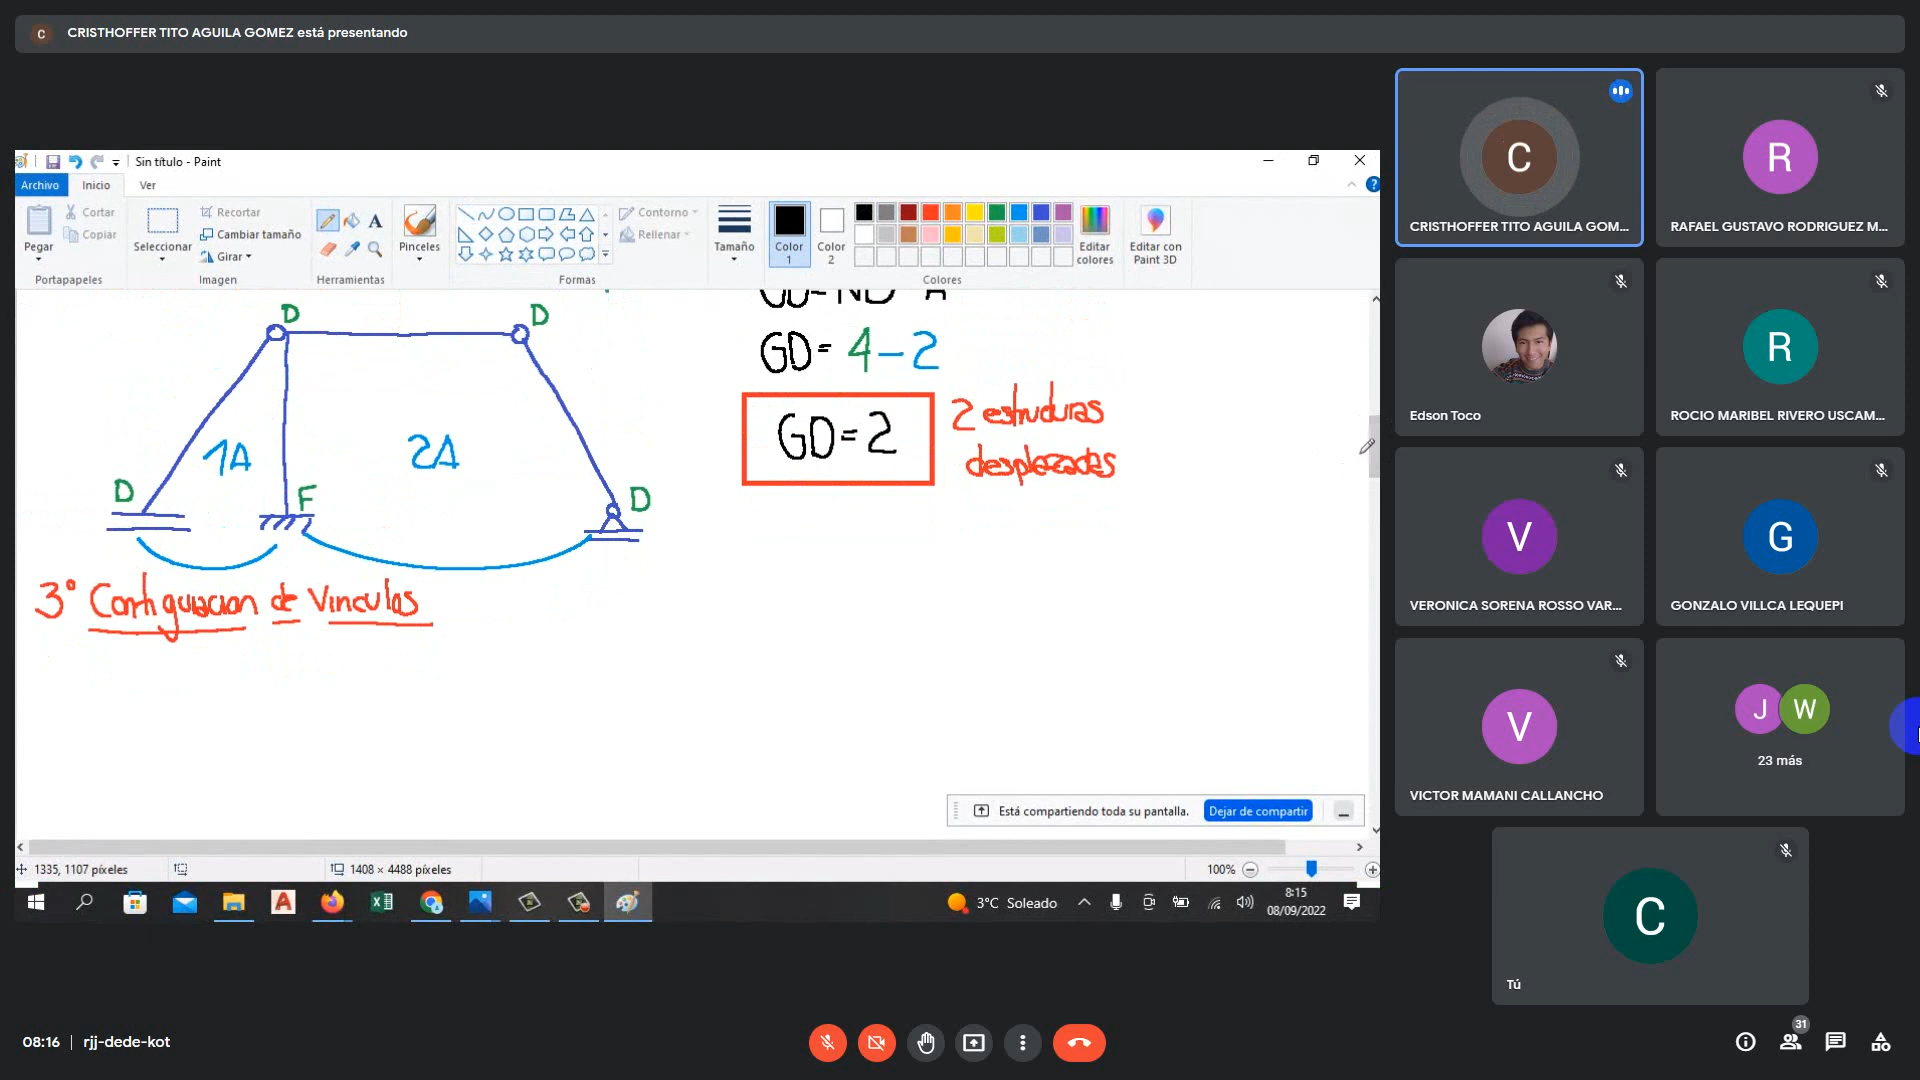 C CRISTHOFFER TITO AGUILA GOMEZ está presentando
Sin título - Paint
Archivo Inicio Ver
Pegar
Cortar
Copiar
Portapapeles
Seleccionar
Recortar
Cambiar tamaño
Girar
Imagen
A
Herramientas
Pinceles
Formas
Contorno
Rellenar
Tamaño
Color 1
Color 2
Editar colores
Editar con Paint 3D
Colores
D
D
D
F
D
1A
2A
GD= ND-A
GD= 4-2
GD=2
2 estructuras
desplazadas
3° Configuracion de Vinculos
Está compartiendo toda su pantalla. Dejar de compartir
1335, 1107 píxeles
1408 × 4488 píxeles
100%
3°C Soleado
8:15
08/09/2022
C
CRISTHOFFER TITO AGUILA GOM...
R
RAFAEL GUSTAVO RODRIGUEZ M...
Edson Toco
R
ROCIO MARIBEL RIVERO USCAM...
V
VERONICA SORENA ROSSO VAR...
G
GONZALO VILLCA LEQUEPI
V
VICTOR MAMANI CALLANCHO
J W
23 más
C
Tú
08:16 | rjj-dede-kot
31